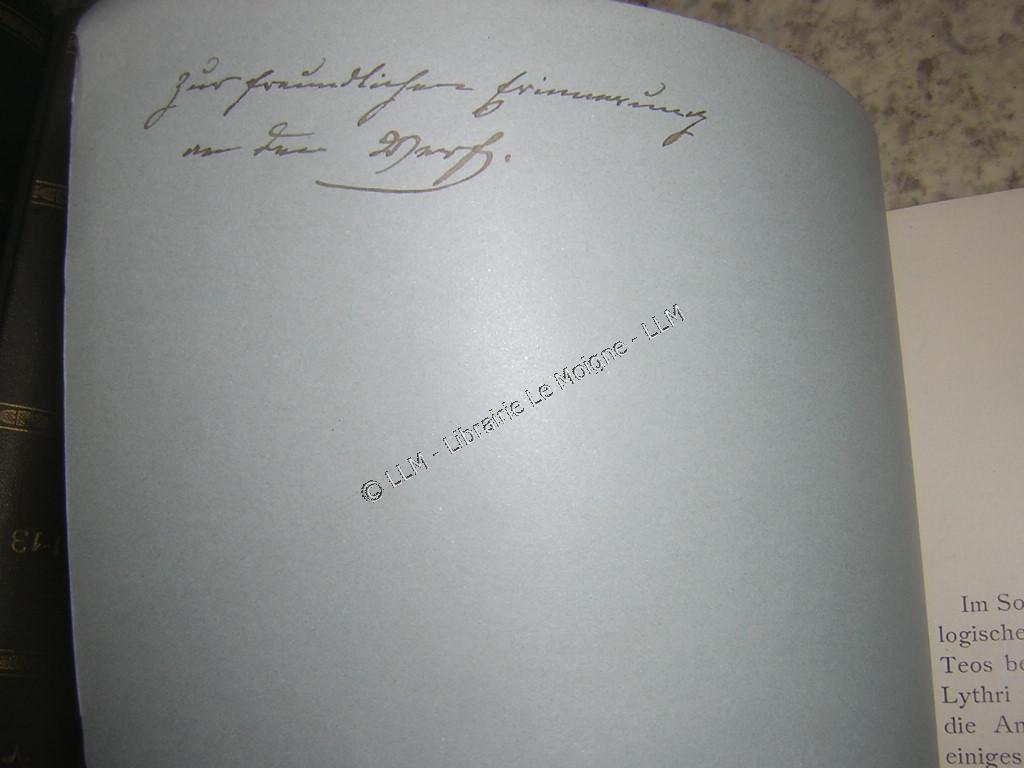 zur freundlichen Erinnerung
an den Verf.
© LLM - Librairie Le Moigne - LLM
Im So
logische
Teos be
Lythri
die An
einiges